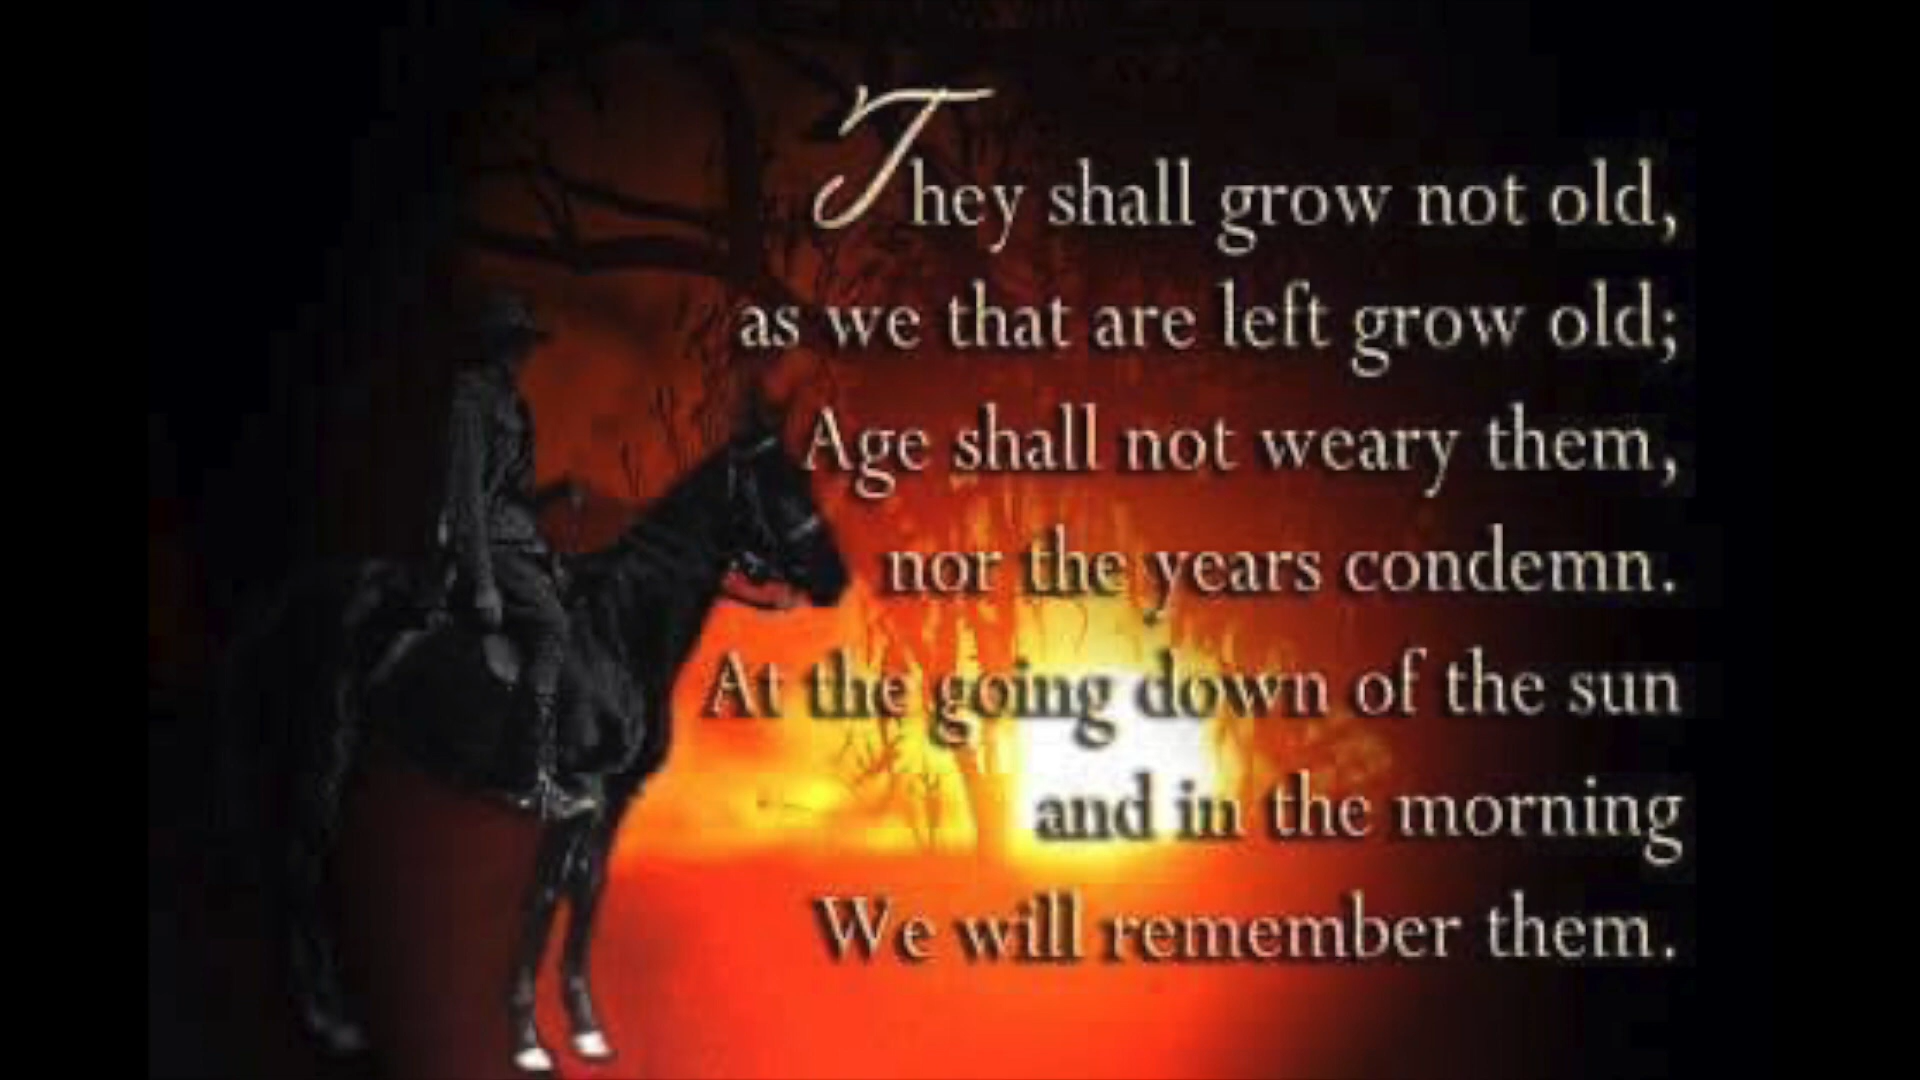 They shall grow not old,
as we that are left grow old;
Age shall not weary them,
nor the years condemn.
At the going down of the sun
and in the morning
We will remember them.